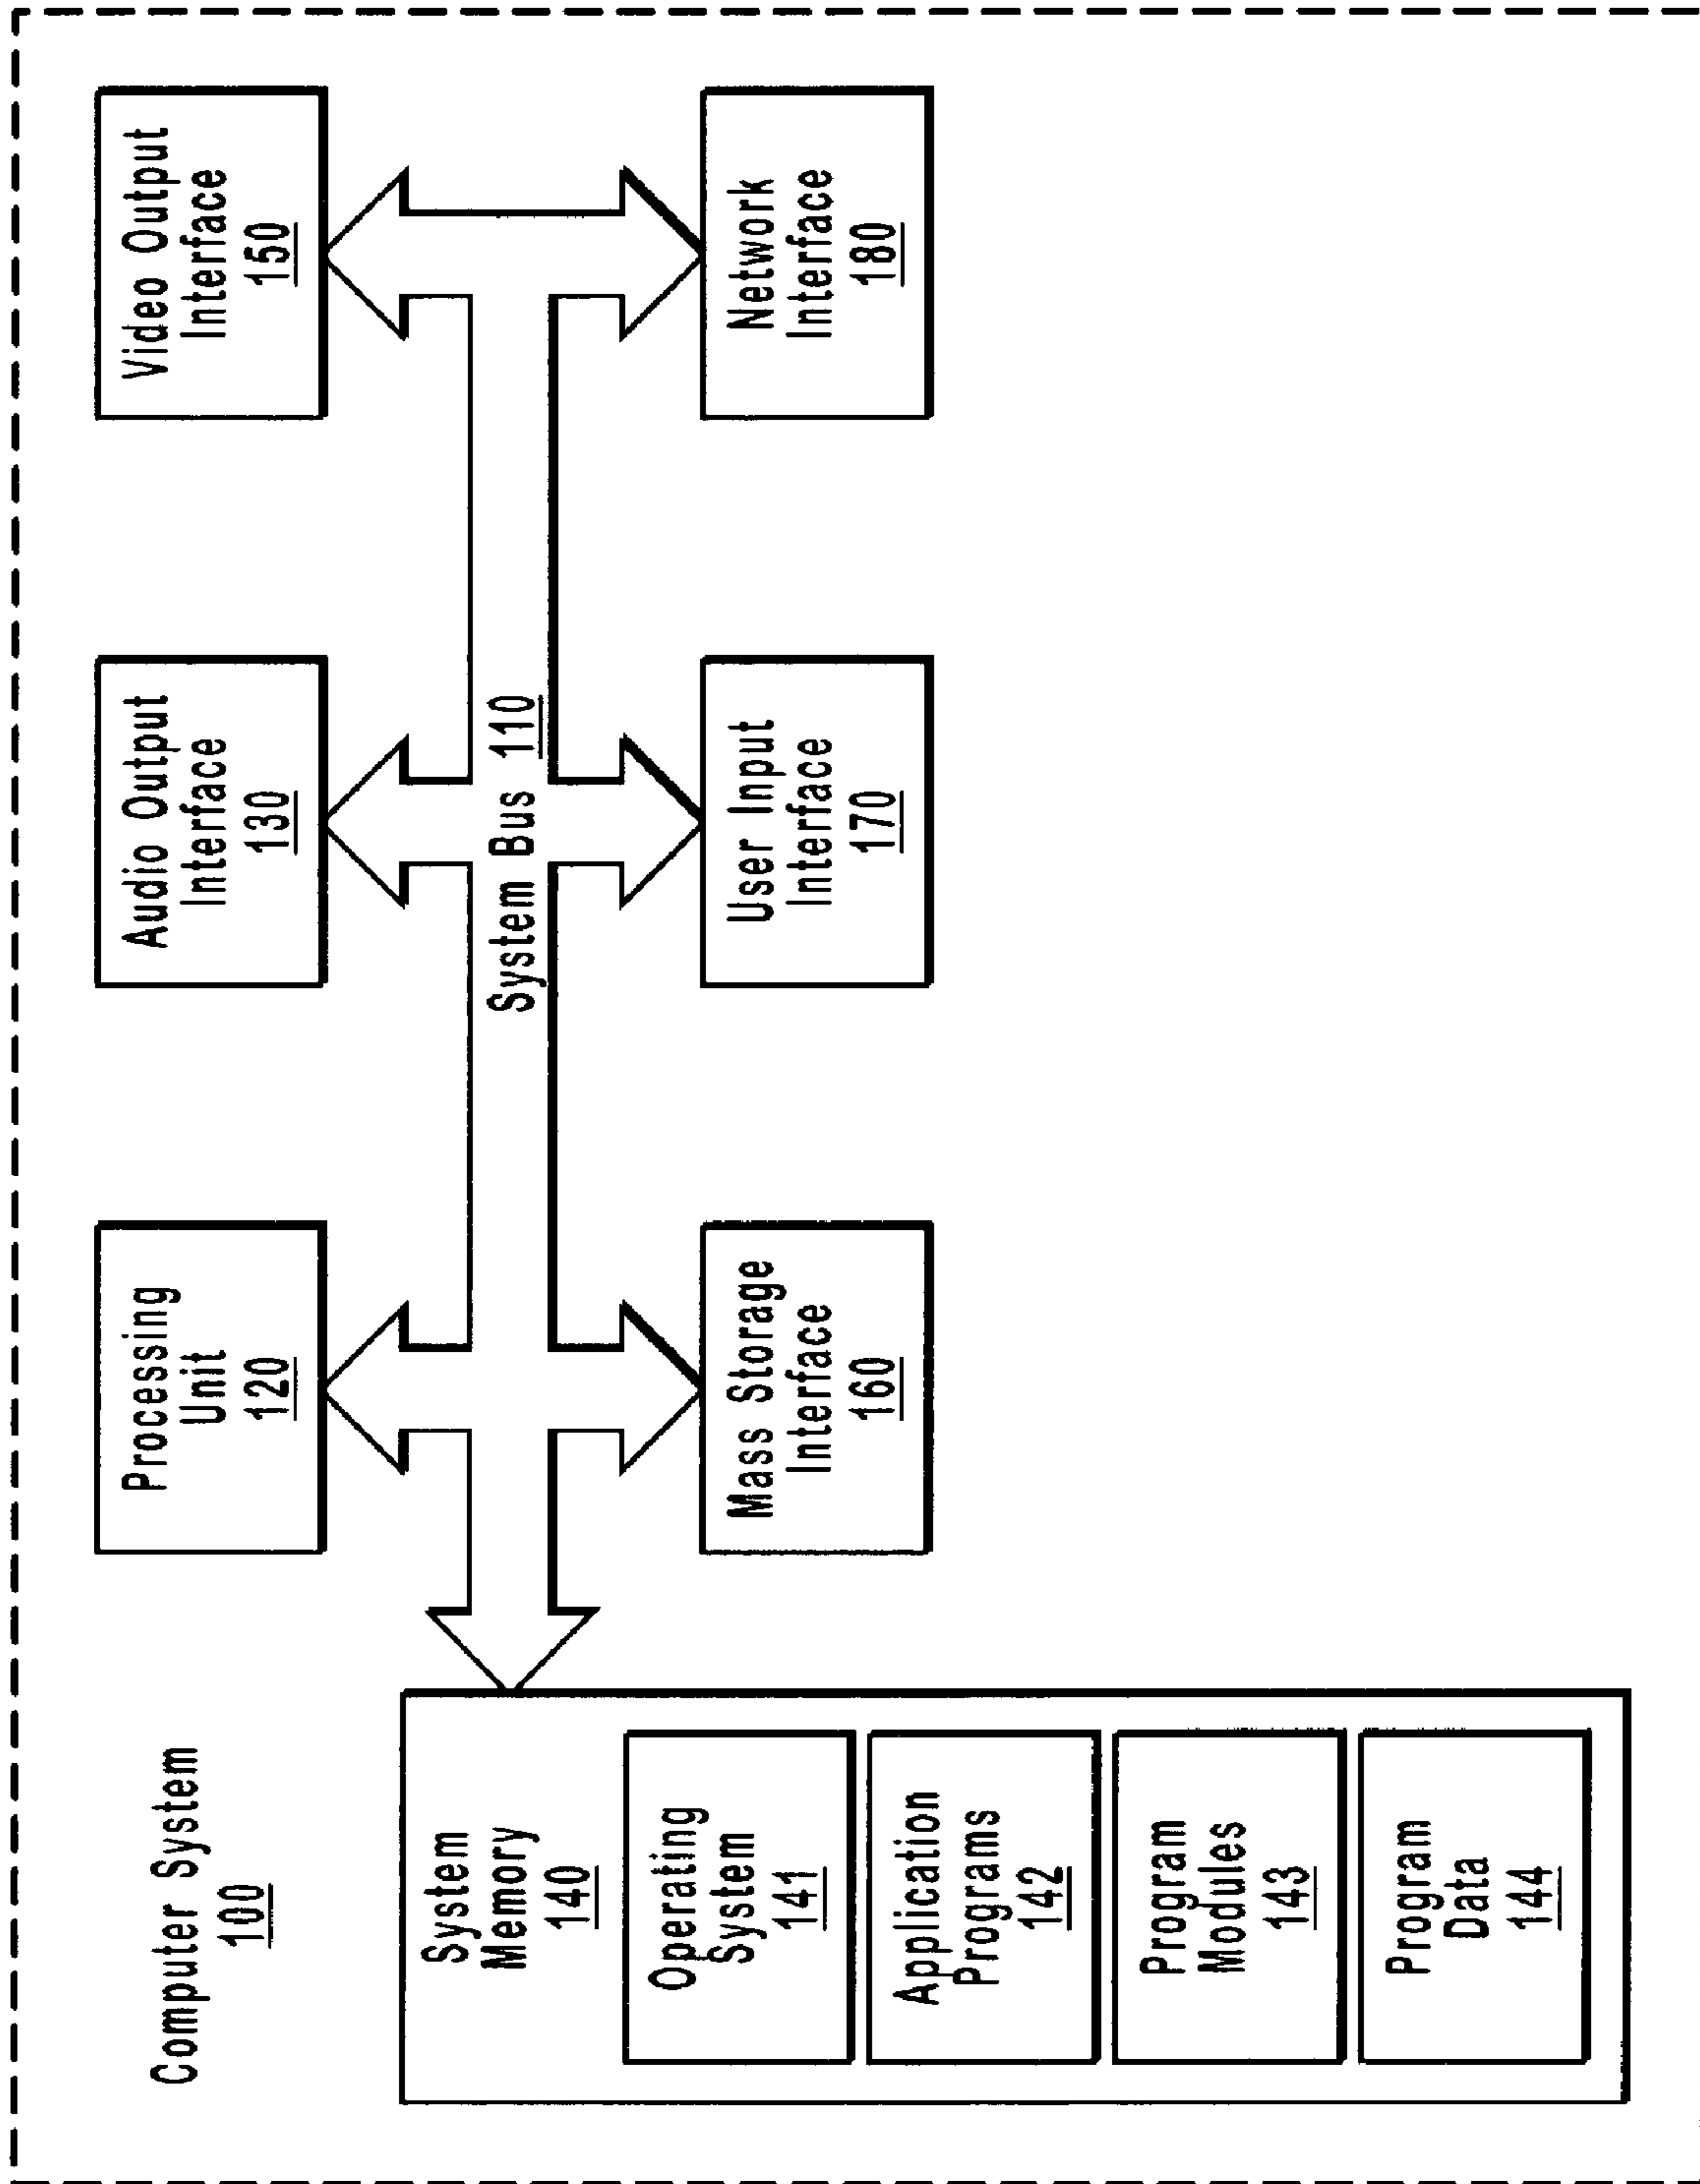 Computer System
100
Processing
Unit
120
Audio Output
Interface
130
Video Output
Interface
150
System
Memory
140
System Bus 110
Operating
System
141
Mass Storage
Interface
160
User Input
Interface
170
Network
Interface
180
Application
Programs
142
Program
Modules
143
Program
Data
144